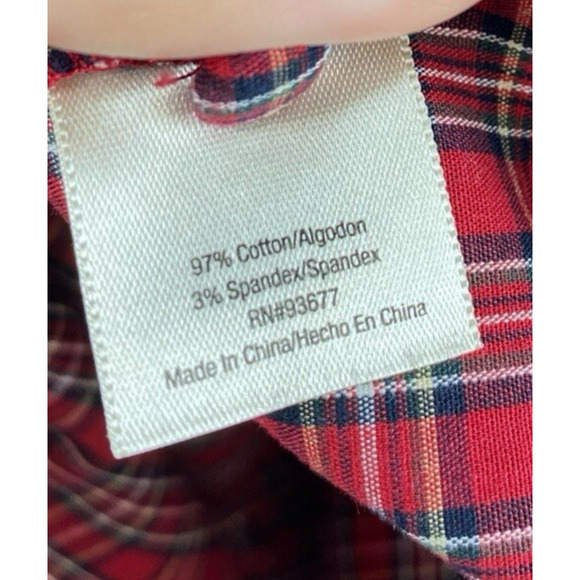 97% Cotton/Algodon
3% Spandex/Spandex
RN#93677
Made In China/Hecho En China